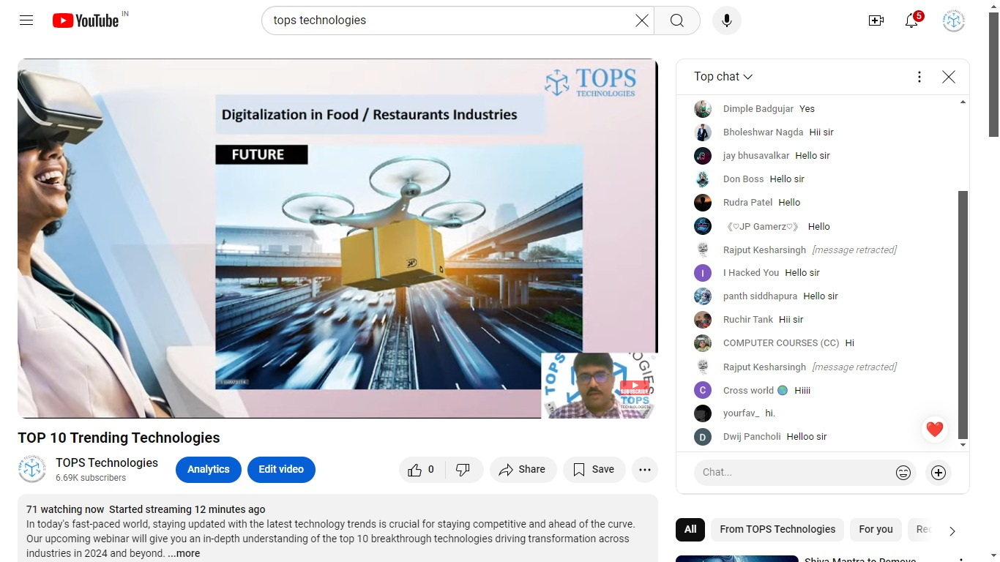 YouTube IN
tops technologies
5
TOPS
TECHNOLOGIES
Digitalization in Food / Restaurants Industries
FUTURE
24
TOPS
SUBSCRIBE
TOPS
TECHNOLOGIES
TOP 10 Trending Technologies
TOPS Technologies
6.69K subscribers
Analytics
Edit video
0
Share
Save
71 watching now Started streaming 12 minutes ago
In today's fast-paced world, staying updated with the latest technology trends is crucial for staying competitive and ahead of the curve.
Our upcoming webinar will give you an in-depth understanding of the top 10 breakthrough technologies driving transformation across
industries in 2024 and beyond. ...more
Top chat
Dimple Badgujar Yes
Bholeshwar Nagda Hii sir
jay bhusavalkar Hello sir
Don Boss Hello sir
Rudra Patel Hello
《♡JP Gamerz♡》 Hello
Rajput Kesharsingh [message retracted]
I I Hacked You Hello sir
panth siddhapura Hello sir
Ruchir Tank Hii sir
COMPUTER COURSES (CC) Hi
Rajput Kesharsingh [message retracted]
C Cross world 🌍 Hiiii
yourfav_ hi.
D Dwij Pancholi Helloo sir
Chat...
All
From TOPS Technologies
For you
Rec
Shiva Mantra to Remove